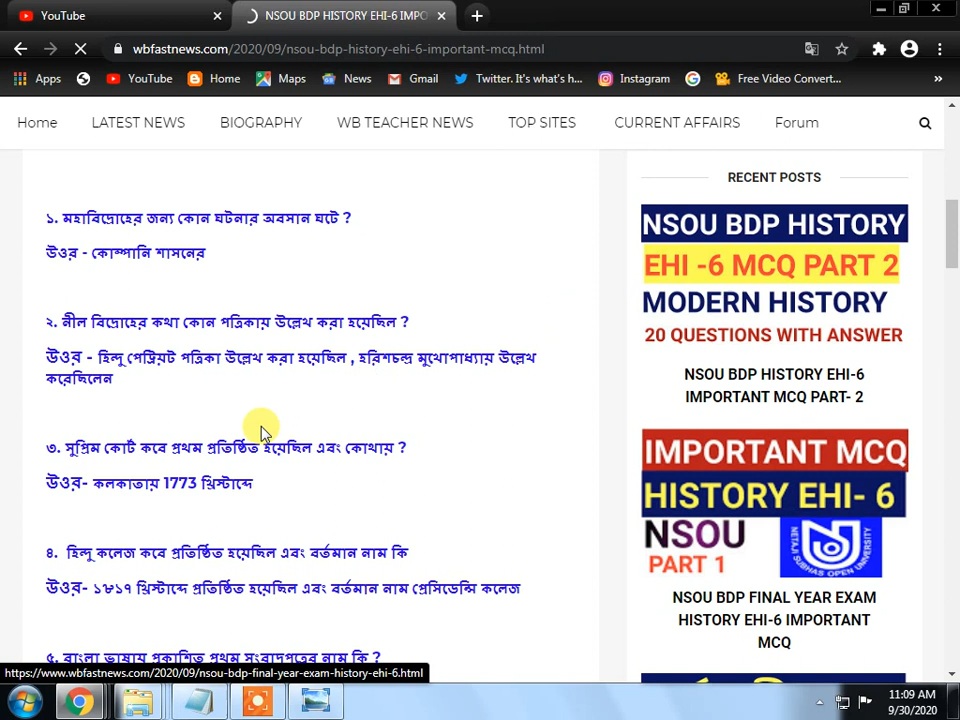 YouTube
NSOU BDP HISTORY EHI-6 IMPO
wbfastnews.com/2020/09/nsou-bdp-history-ehi-6-important-mcq.html
Apps YouTube Home Maps News Gmail Twitter. It's what's h... Instagram Free Video Convert... »
Home LATEST NEWS BIOGRAPHY WB TEACHER NEWS TOP SITES CURRENT AFFAIRS Forum
১. মহাবিদ্রোহের জন্য কোন ঘটনার অবসান ঘটে ?
উওর - কোম্পানি শাসনের
২. নীল বিদ্রোহের কথা কোন পত্রিকায় উল্লেখ করা হয়েছিল ?
উওর - হিন্দু পেট্রিয়ট পত্রিকা উল্লেখ করা হয়েছিল , হরিশচন্দ্র মুখোপাধ্যায় উল্লেখ
করেছিলেন
৩. সুপ্রিম কোর্ট কবে প্রথম প্রতিষ্ঠিত হয়েছিল এবং কোথায় ?
উওর- কলকাতায় 1773 খ্রিস্টাব্দে
৪. হিন্দু কলেজ কবে প্রতিষ্ঠিত হয়েছিল এবং বর্তমান নাম কি
উওর- ১৮১৭ খ্রিস্টাব্দে প্রতিষ্ঠিত হয়েছিল এবং বর্তমান নাম প্রেসিডেন্সি কলেজ
৫. বাংলা ভাষায় প্রকাশিত প্রথম সংবাদপত্রের নাম কি ?
RECENT POSTS
NSOU BDP HISTORY
EHI -6 MCQ PART 2
MODERN HISTORY
20 QUESTIONS WITH ANSWER
NSOU BDP HISTORY EHI-6
IMPORTANT MCQ PART- 2
IMPORTANT MCQ
HISTORY EHI- 6
NSOU
PART 1
NETAJI SUBHAS OPEN UNIVERSITY
NSOU BDP FINAL YEAR EXAM
HISTORY EHI-6 IMPORTANT
MCQ
https://www.wbfastnews.com/2020/09/nsou-bdp-final-year-exam-history-ehi-6.html
11:09 AM
9/30/2020